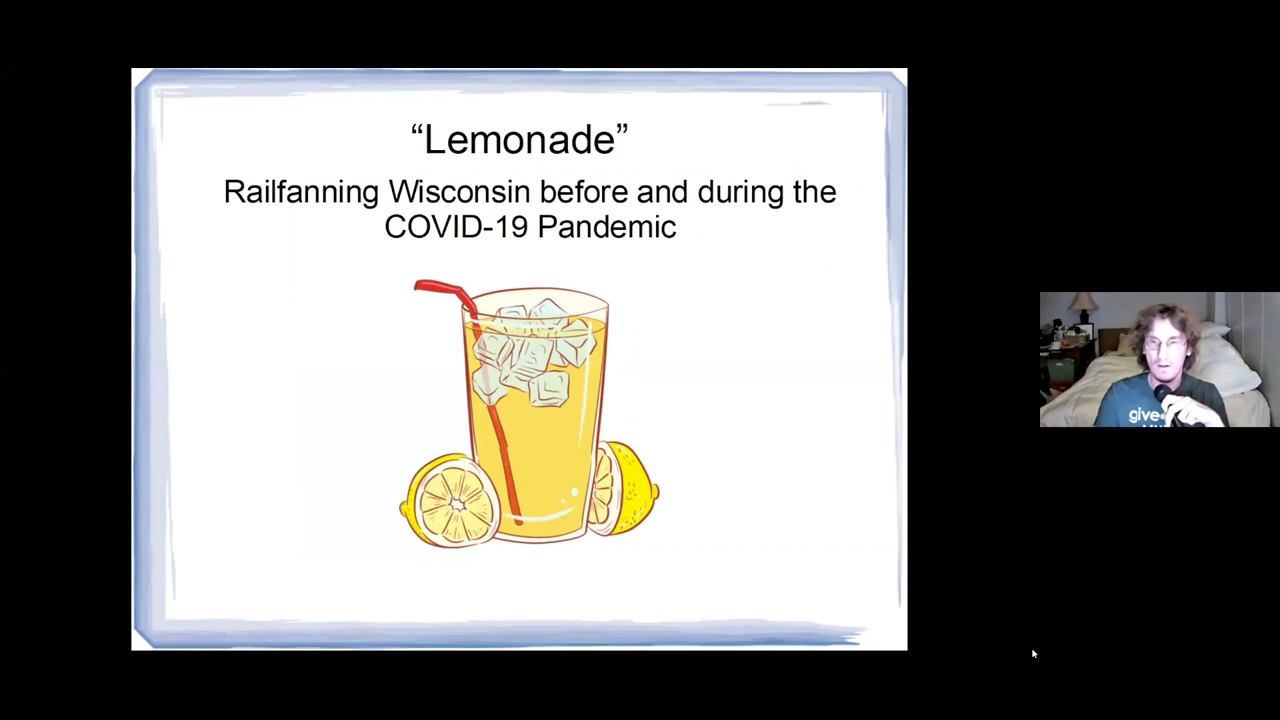 “Lemonade”
Railfanning Wisconsin before and during the
COVID-19 Pandemic
give